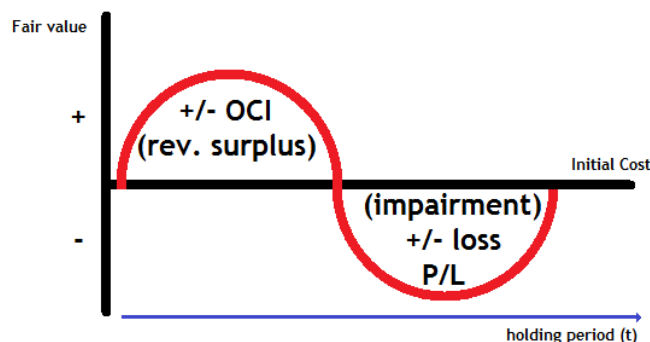 Fair value
+
+/- OCI
(rev. surplus)
Initial Cost
-
(impairment)
+/- loss
P/L
holding period (t)